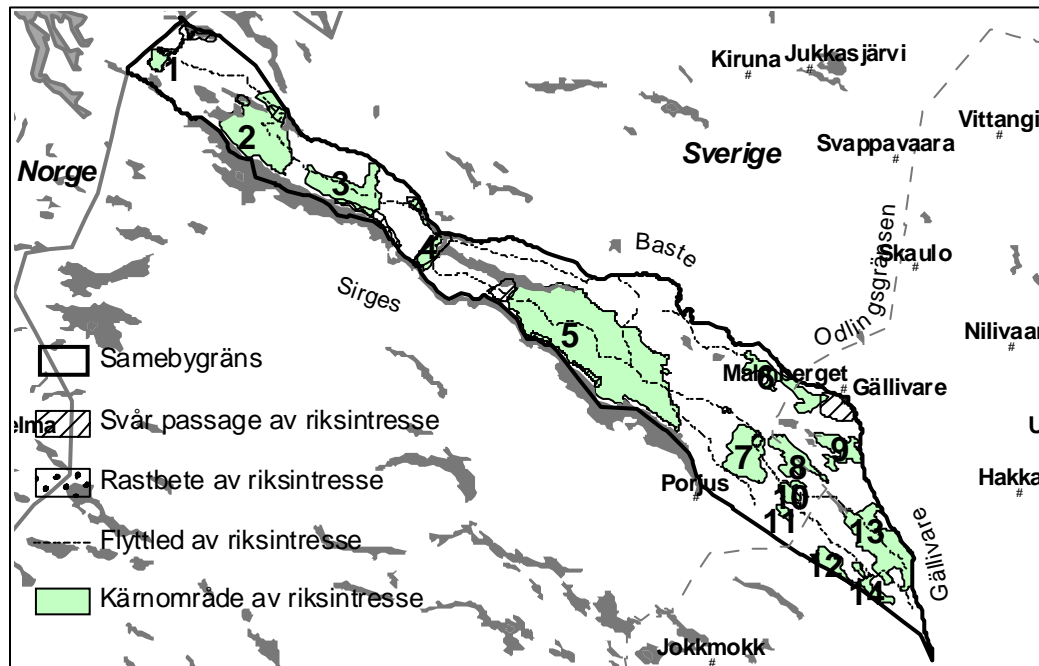 Kiruna
Jukkasjärvi
Vittangi
Svappavaara
Sverige
Norge
Skaulo
Baste
Odlingsgränsen
Sirges
Nilivaar
Malmberget
Gällivare
Hakka
Porjus
Gällivare
Jokkmokk
elma
U
1
2
3
4
5
6
7
8
9
10
11
12
13
14
Samebygräns
Svår passage av riksintresse
Rastbete av riksintresse
Flyttled av riksintresse
Kärnområde av riksintresse